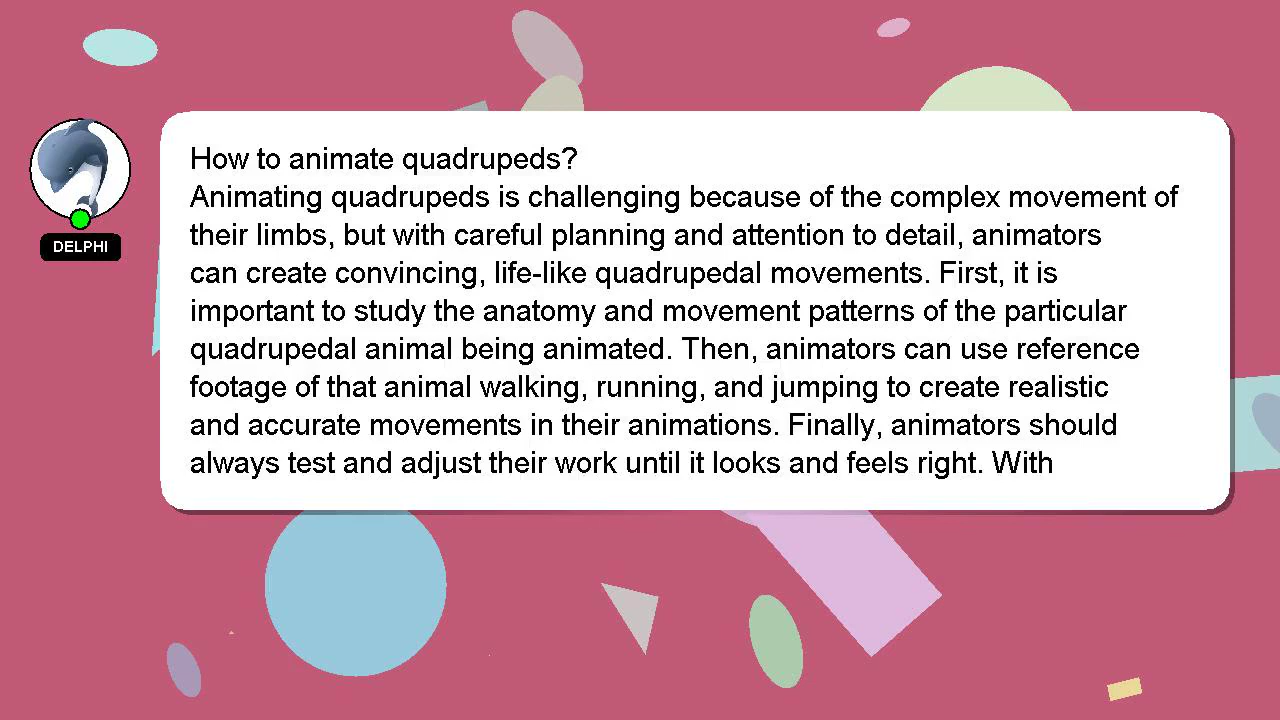 How to animate quadrupeds?
Animating quadrupeds is challenging because of the complex movement of
their limbs, but with careful planning and attention to detail, animators
can create convincing, life-like quadrupedal movements. First, it is
important to study the anatomy and movement patterns of the particular
quadrupedal animal being animated. Then, animators can use reference
footage of that animal walking, running, and jumping to create realistic
and accurate movements in their animations. Finally, animators should
always test and adjust their work until it looks and feels right. With
DELPHI